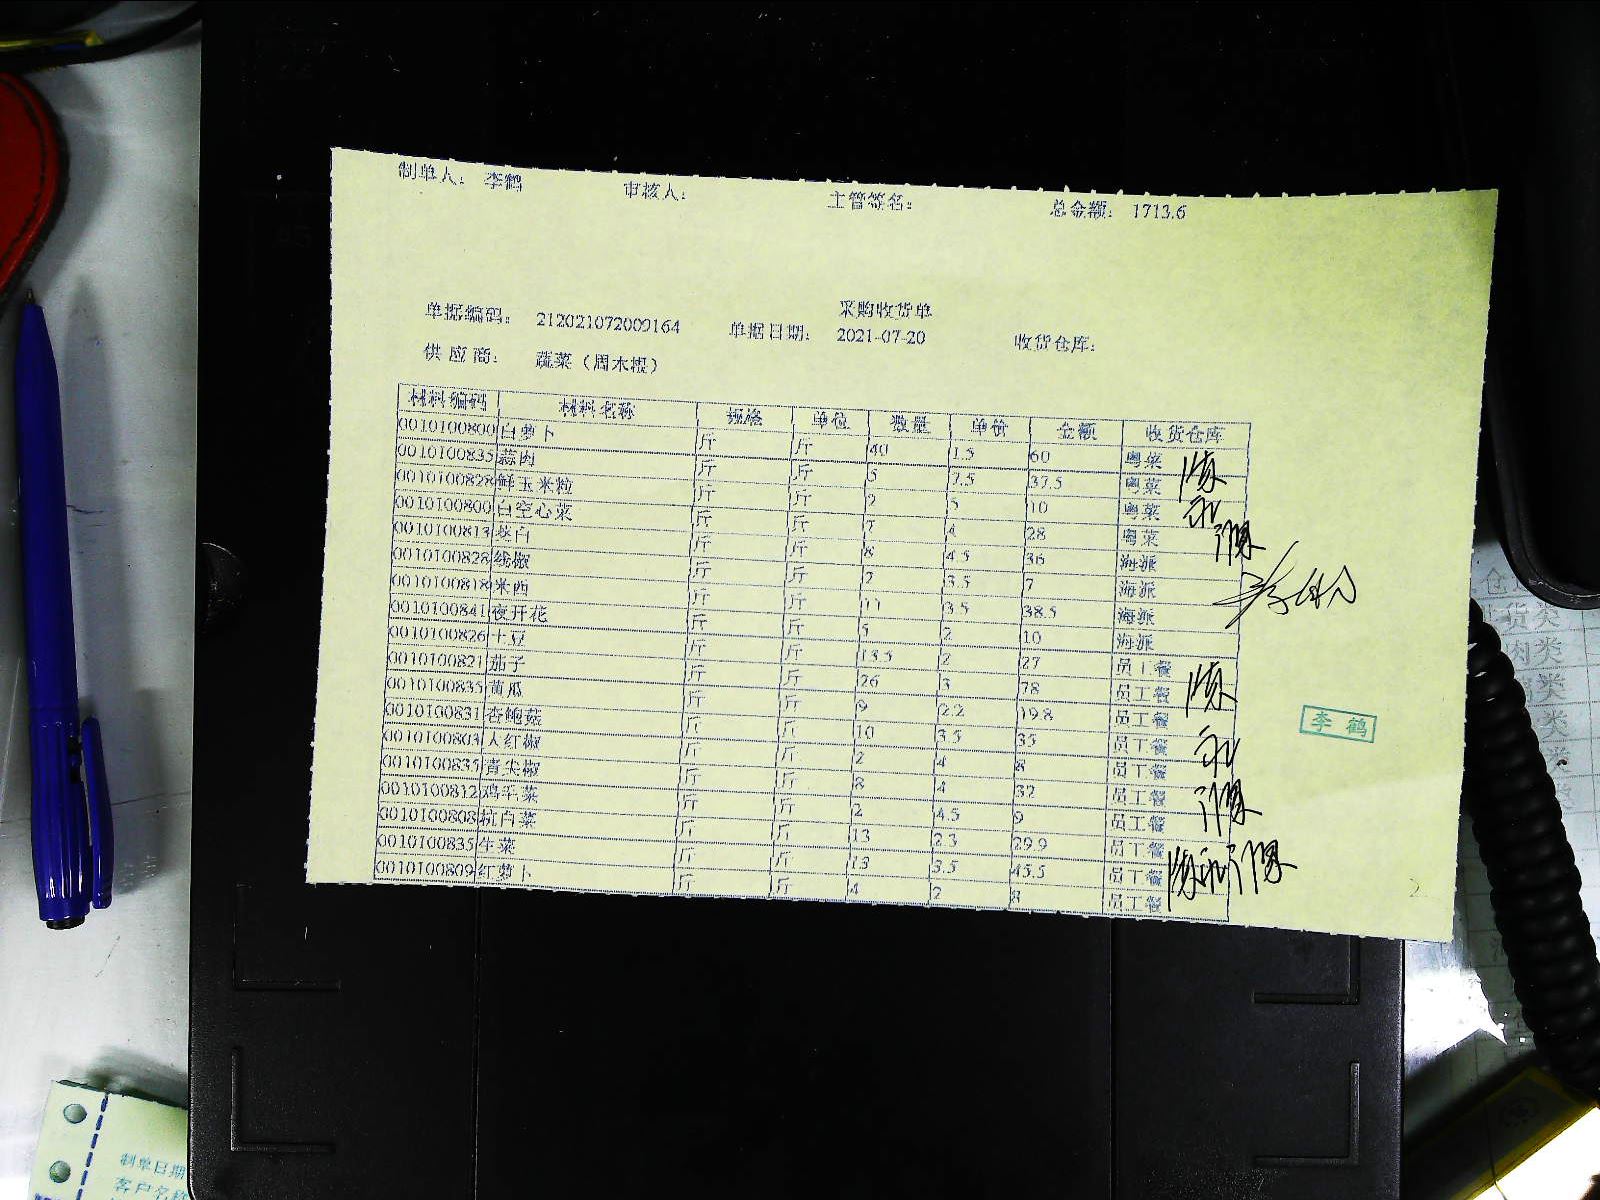 制单人： 李鹤 审核人： 主管签名： 总金额： 1713.6
采购收货单
单据编码： 212021072009164 单据日期： 2021-07-20 收货仓库：
供应商： 蔬菜（周木根）
材料编码 材料名称 规格 单位 数量 单价 金额 收货仓库
0010100800 白萝卜 斤 斤 40 1.5 60 粤菜
0010100835 蒜肉 斤 斤 5 7.5 37.5 粤菜
0010100828 鲜玉米粒 斤 斤 2 5 10 粤菜
0010100800 白空心菜 斤 斤 7 4 28 粤菜
0010100813 茭白 斤 斤 8 4.5 36 海派
0010100828 线椒 斤 斤 2 3.5 7 海派
0010100818 米西 斤 斤 11 3.5 38.5 海派
0010100841 夜开花 斤 斤 5 2 10 海派
0010100826 土豆 斤 斤 13.5 2 27 员工餐
0010100821 茄子 斤 斤 26 3 78 员工餐
0010100835 黄瓜 斤 斤 9 2.2 19.8 员工餐
0010100831 杏鲍菇 斤 斤 10 3.5 35 员工餐
0010100803 大红椒 斤 斤 2 4 8 员工餐
0010100835 青尖椒 斤 斤 8 4 32 员工餐
0010100812 鸡毛菜 斤 斤 2 4.5 9 员工餐
0010100808 杭白菜 斤 斤 13 2.3 29.9 员工餐
0010100835 生菜 斤 斤 13 3.5 45.5 员工餐
0010100809 红萝卜 斤 斤 4 2 8 员工餐
李鹤
制单日期
客户名称
货类
肉类
类
类